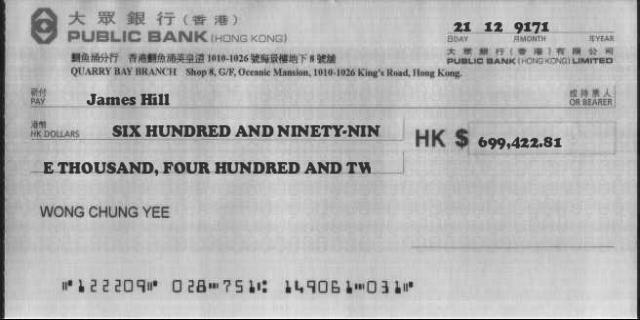 大眾銀行(香港)
PUBLIC BANK (HONG KONG)
21 12 9171
日DAY 月MONTH 年YEAR
鰂魚涌分行 香港鰂魚涌英皇道 1010-1026 號海景樓地下 8 號舖
QUARRY BAY BRANCH Shop 8, G/F, Oceanic Mansion, 1010-1026 King's Road, Hong Kong.
大眾銀行(香港)有限公司
PUBLIC BANK (HONG KONG) LIMITED
祈付
PAY James Hill
或持票人
OR BEARER
港幣
HK DOLLARS SIX HUNDRED AND NINETY-NIN
HK $ 699,422.81
E THOUSAND, FOUR HUNDRED AND TW
WONG CHUNG YEE
⑈122209⑈ 028⑉751⑆ 149061⑉031⑈